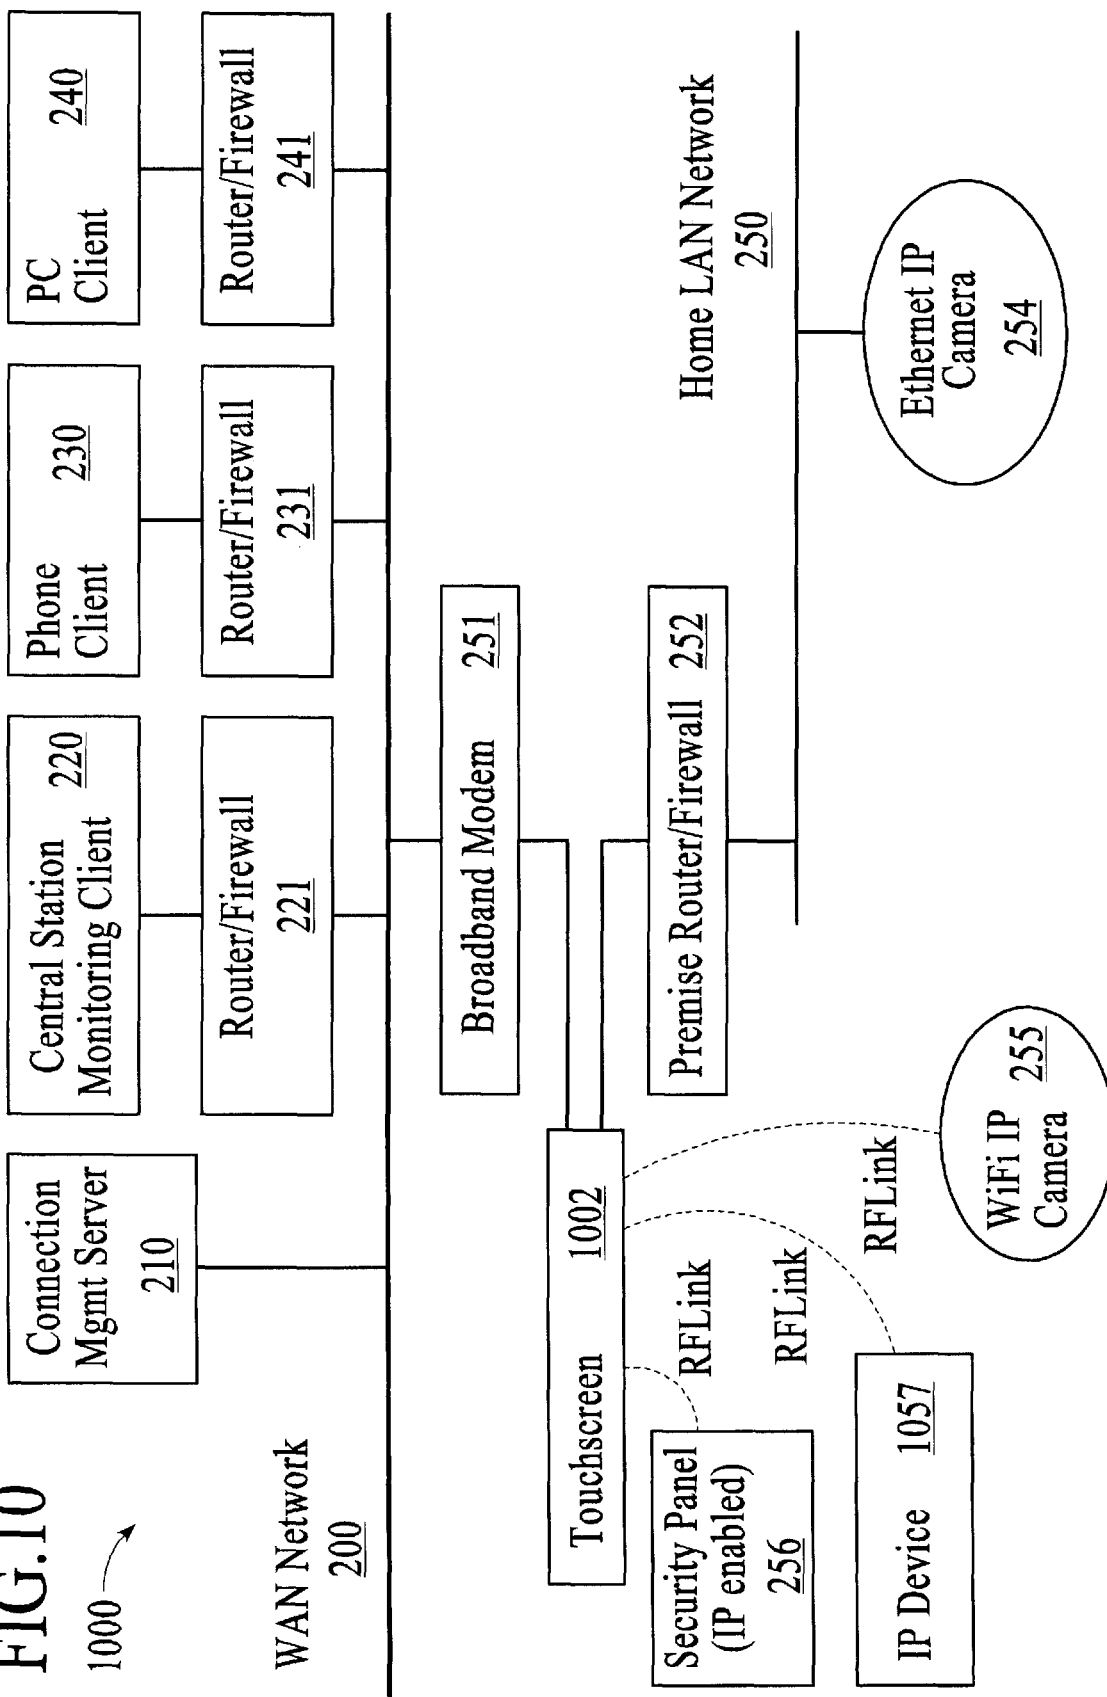 FIG.10
1000
Connection
Mgmt Server
210
Central Station
Monitoring Client
220
Phone
Client
230
PC
Client
240
Router/Firewall
221
Router/Firewall
231
Router/Firewall
241
WAN Network
200
Broadband Modem 251
Touchscreen 1002
Premise Router/Firewall 252
Home LAN Network
250
RFLink
RFLink
RFLink
Security Panel
(IP enabled)
256
IP Device 1057
WiFi IP
Camera
255
Ethernet IP
Camera
254